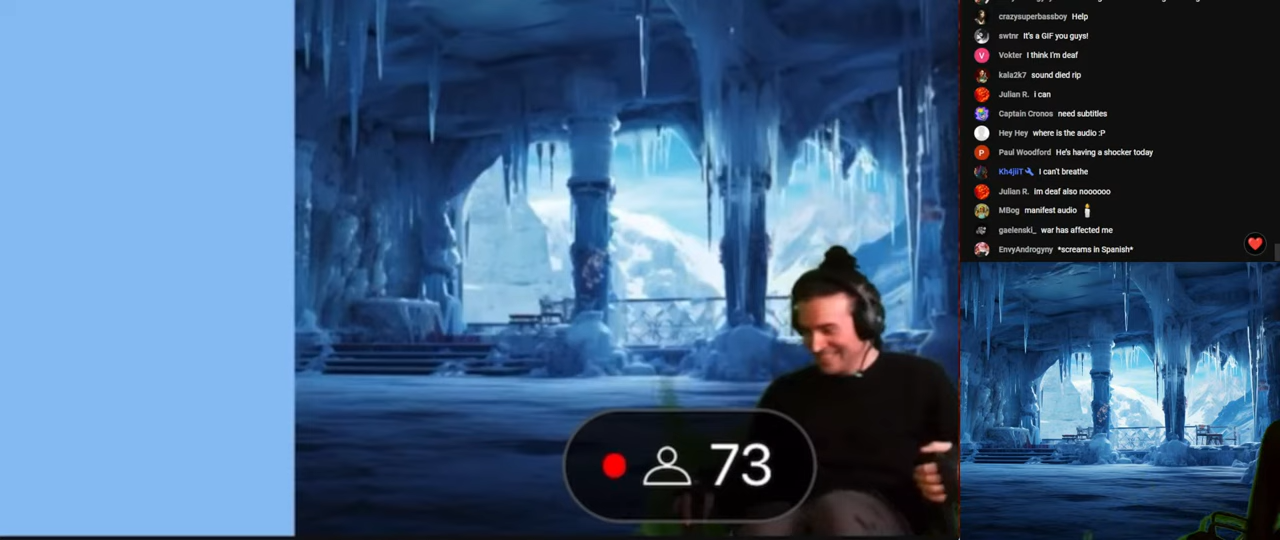 73
crazysuperbassboy Help
swtnr It's a GIF you guys!
V Vokter I think I'm deaf
kala2k7 sound died rip
Julian R. i can
Captain Cronos need subtitles
Hey Hey where is the audio :P
P Paul Woodford He's having a shocker today
Kh4jiiT I can't breathe
Julian R. im deaf also noooooo
MBog manifest audio
gaelenski_ war has affected me
EnvyAndrogyny *screams in Spanish*